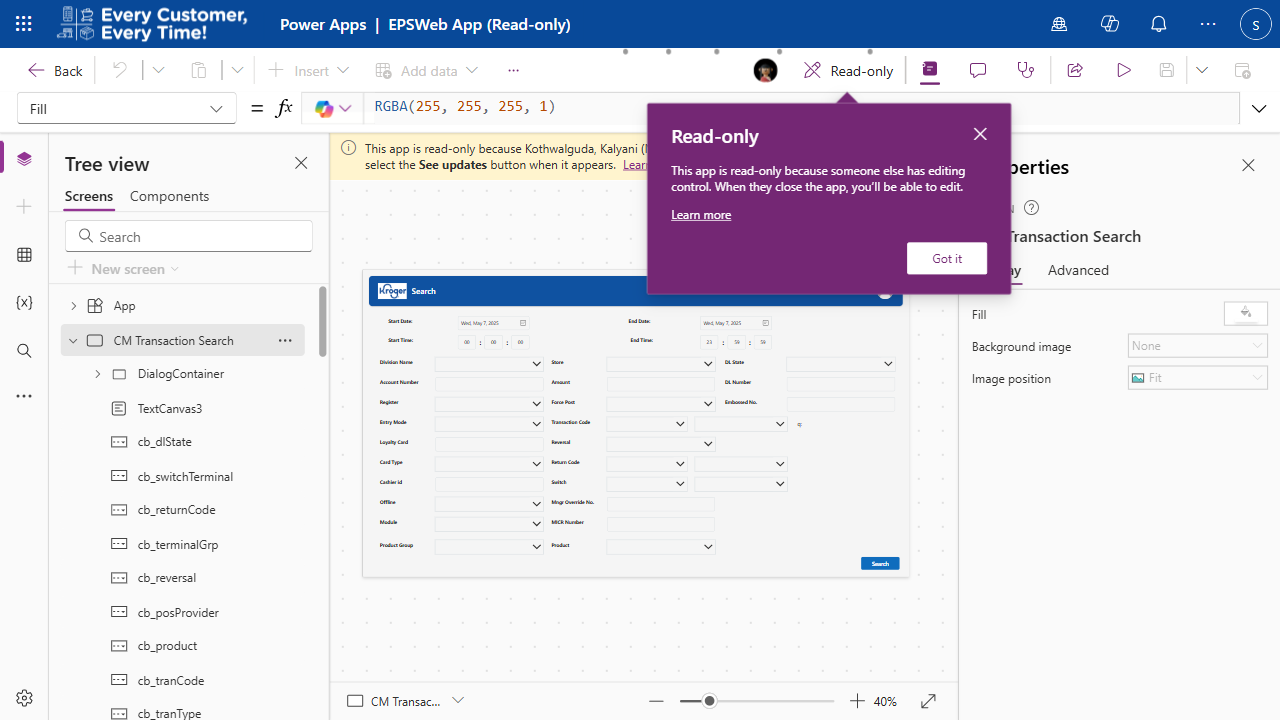 Every Customer,
Every Time!
Power Apps | EPSWeb App (Read-only)
S
Back
Insert
Add data
Read-only
Fill
= fx
RGBA(255, 255, 255, 1)
Tree view
Screens
Components
Search
New screen
App
CM Transaction Search
DialogContainer
TextCanvas3
cb_dlState
cb_switchTerminal
cb_returnCode
cb_terminalGrp
cb_reversal
cb_posProvider
cb_product
cb_tranCode
cb_tranType
This app is read-only because Kothwalguda, Kalyani (
select the See updates button when it appears.
Read-only
This app is read-only because someone else has editing
control. When they close the app, you'll be able to edit.
Learn more
Got it
Kroger
Search
Start Date: Wed, May 7, 2025 End Date: Wed, May 7, 2025
Start Time: 00 : 00 : 00 End Time: 23 : 59 : 59
Division Name Store DL State
Account Number Amount DL Number
Register Force Post Embossed No.
Entry Mode Transaction Code
Loyalty Card Reversal
Card Type Return Code
Cashier id Switch
Offline Mngr Override No.
Module MICR Number
Product Group Product
Search
CM Transac...
40%
Transaction Search
Advanced
Fill
Background image
None
Image position
Fit